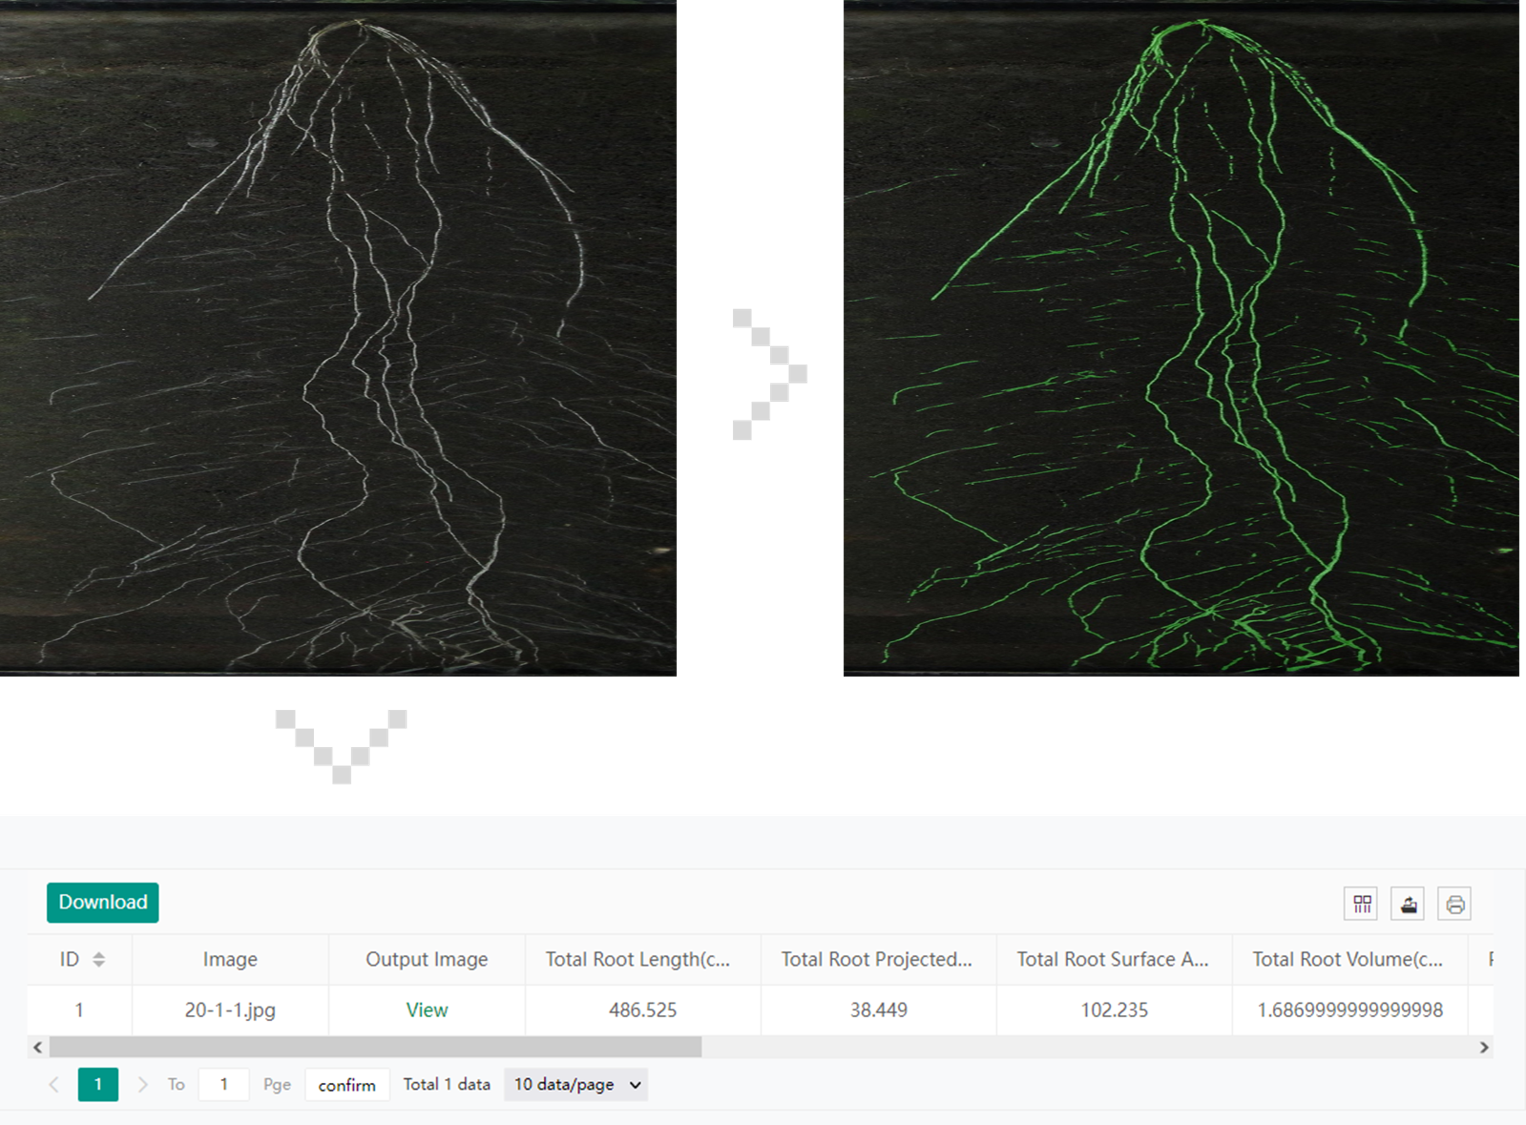 Download
ID Image Output Image Total Root Length(c... Total Root Projected... Total Root Surface A... Total Root Volume(c...
1 20-1-1.jpg View 486.525 38.449 102.235 1.6869999999999998
1 To 1 Pge confirm Total 1 data 10 data/page